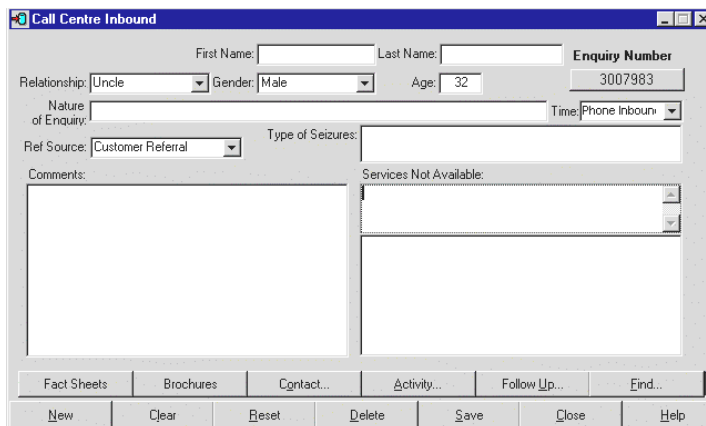 Call Centre Inbound
First Name: Last Name: Enquiry Number
Relationship: Uncle Gender: Male Age: 32 3007983
Nature
of Enquiry: Time: Phone Inboun
Ref Source: Customer Referral Type of Seizures:
Comments: Services Not Available:
Fact Sheets Brochures Contact... Activity... Follow Up... Find...
New Clear Reset Delete Save Close Help